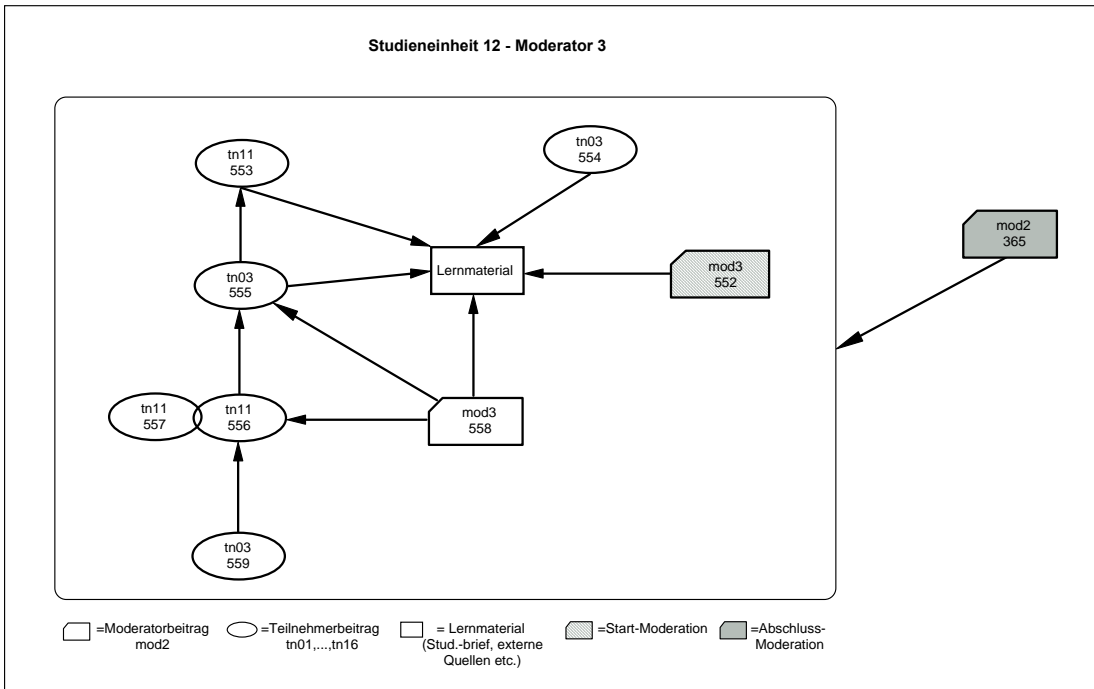 Studieneinheit 12 - Moderator 3
tn11
553
tn03
554
mod2
365
tn03
555
Lernmaterial
mod3
552
tn11
557
tn11
556
mod3
558
tn03
559
=Moderatorbeitrag
mod2
=Teilnehmerbeitrag
tn01,...,tn16
= Lernmaterial
(Stud.-brief, externe
Quellen etc.)
=Start-Moderation
=Abschluss-
Moderation